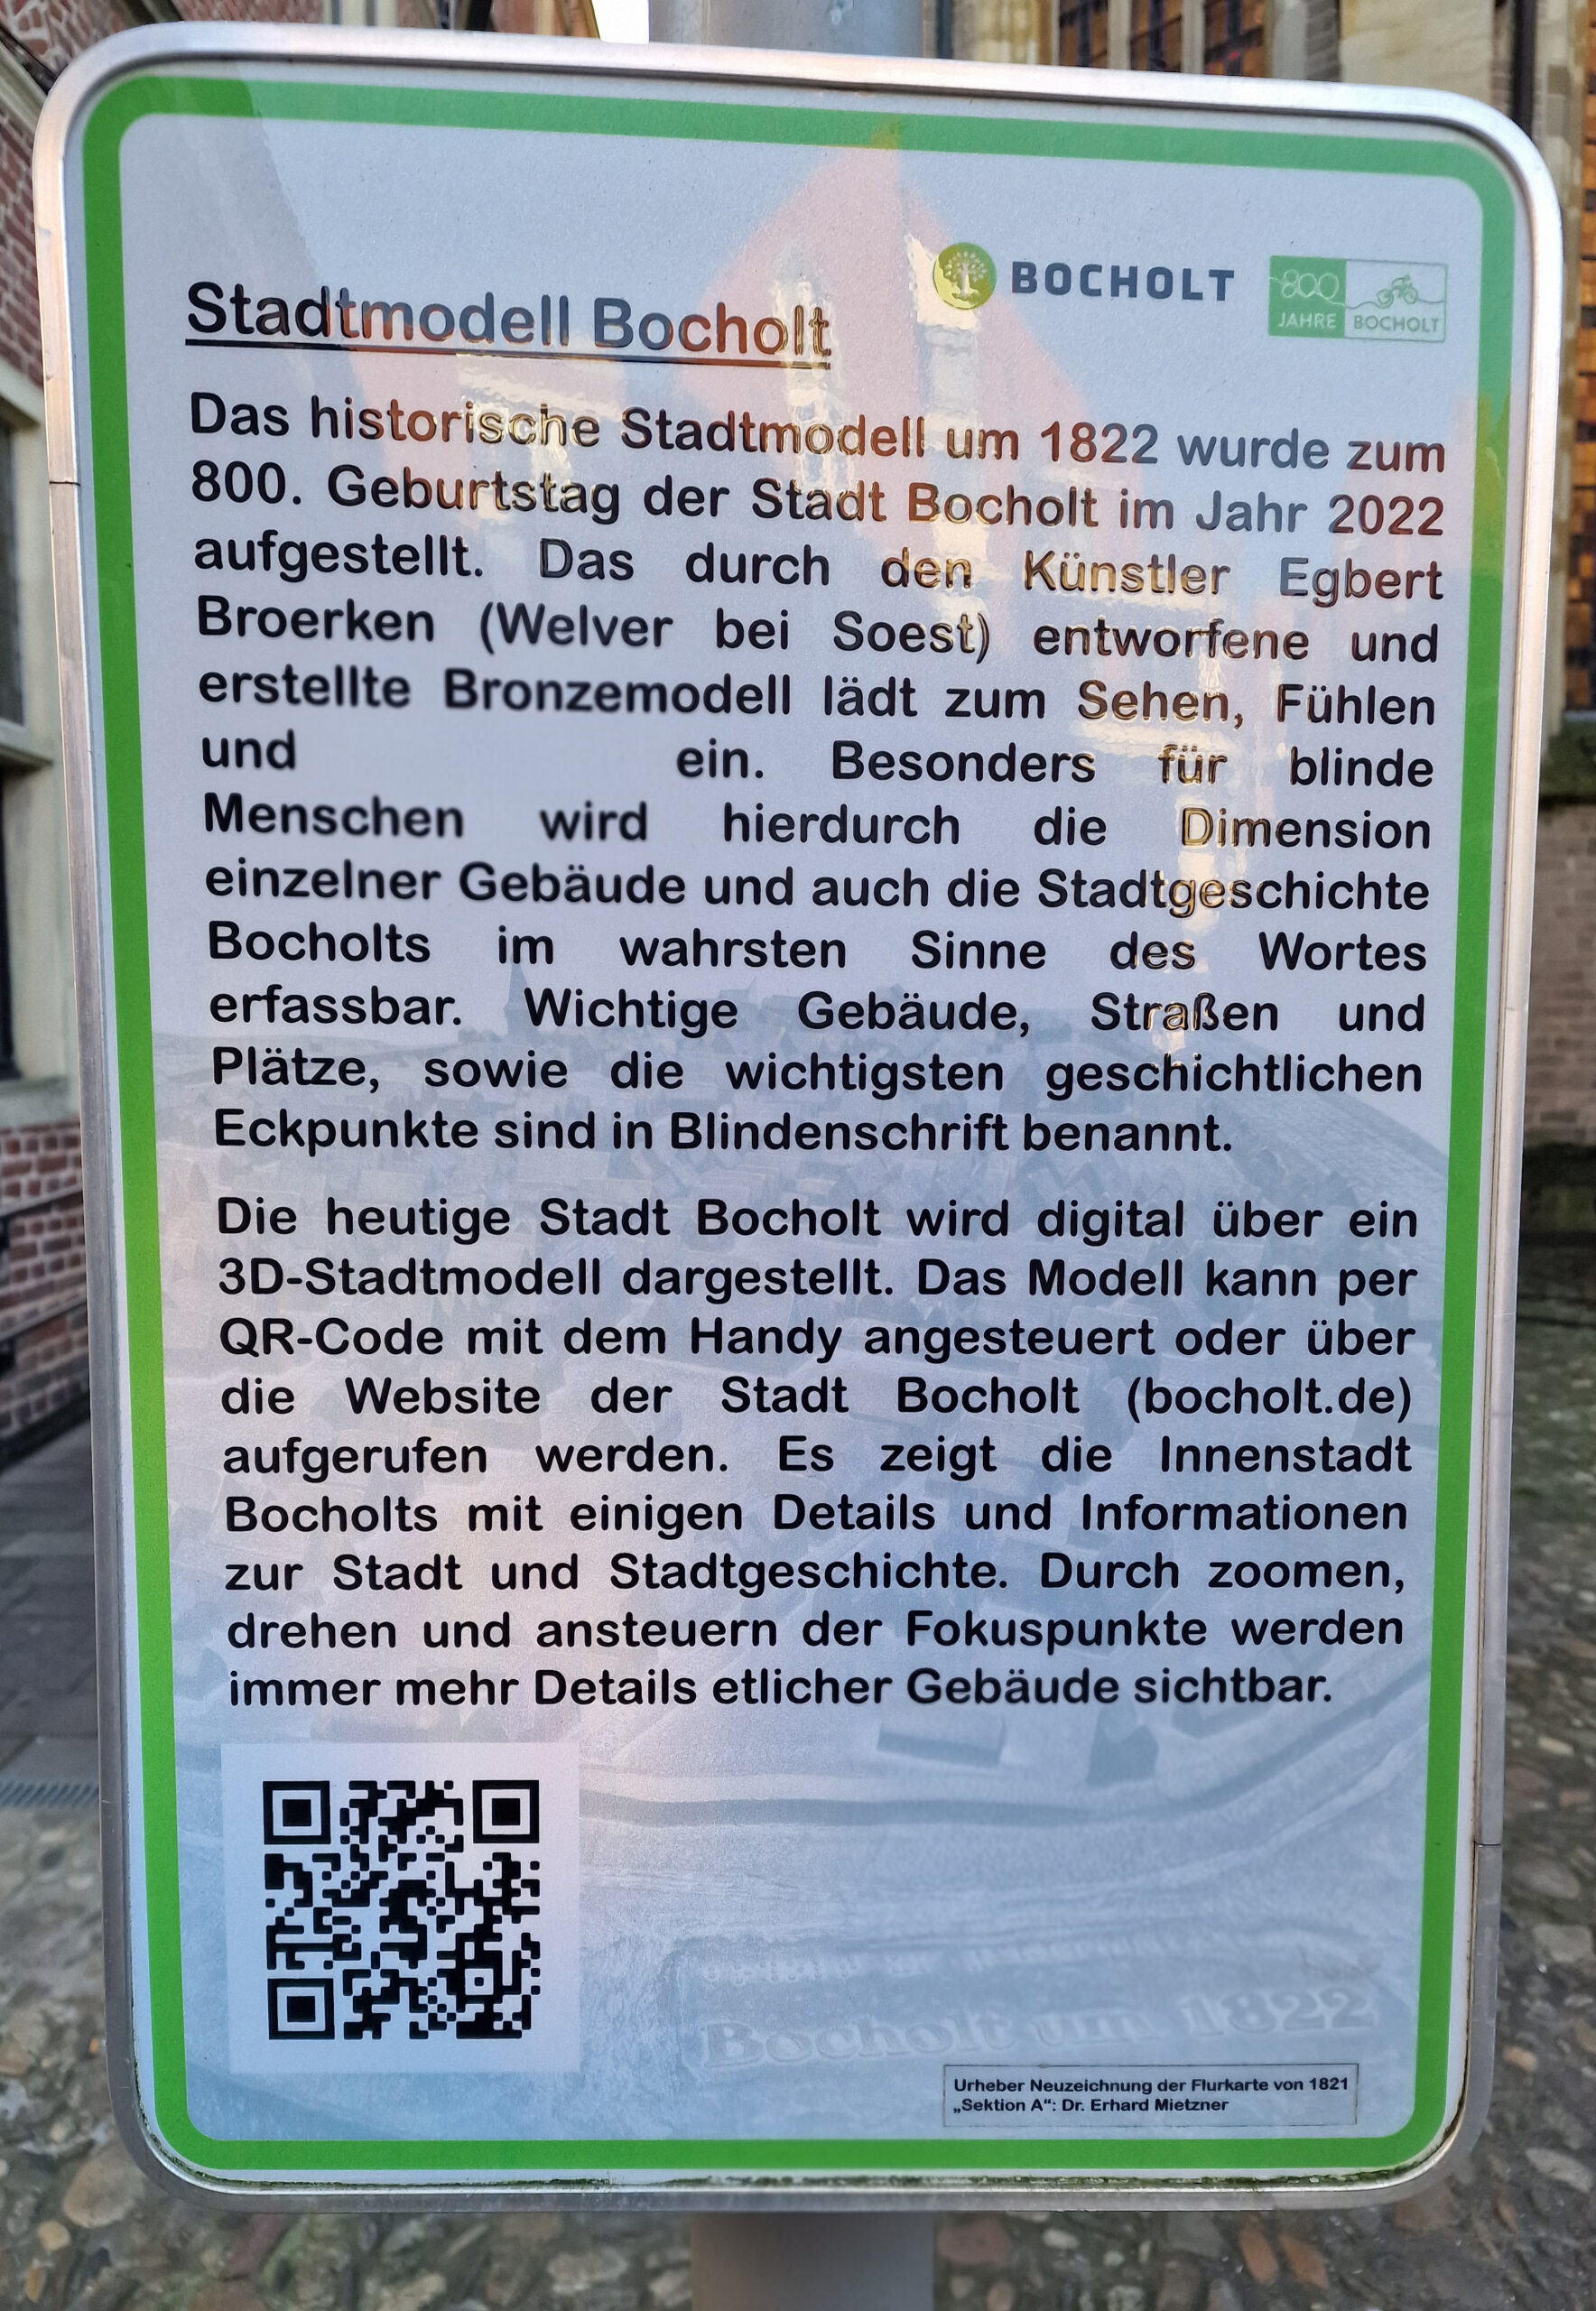 BOCHOLT
800
JAHRE BOCHOLT
Stadtmodell Bocholt
Das historische Stadtmodell um 1822 wurde zum
800. Geburtstag der Stadt Bocholt im Jahr 2022
aufgestellt. Das durch den Künstler Egbert
Broerken (Welver bei Soest) entworfene und
erstellte Bronzemodell lädt zum Sehen, Fühlen
und ein. Besonders für blinde
Menschen wird hierdurch die Dimension
einzelner Gebäude und auch die Stadtgeschichte
Bocholts im wahrsten Sinne des Wortes
erfassbar. Wichtige Gebäude, Straßen und
Plätze, sowie die wichtigsten geschichtlichen
Eckpunkte sind in Blindenschrift benannt.
Die heutige Stadt Bocholt wird digital über ein
3D-Stadtmodell dargestellt. Das Modell kann per
QR-Code mit dem Handy angesteuert oder über
die Website der Stadt Bocholt (bocholt.de)
aufgerufen werden. Es zeigt die Innenstadt
Bocholts mit einigen Details und Informationen
zur Stadt und Stadtgeschichte. Durch zoomen,
drehen und ansteuern der Fokuspunkte werden
immer mehr Details etlicher Gebäude sichtbar.
Bocholt um 1822
Urheber Neuzeichnung der Flurkarte von 1821
„Sektion A“: Dr. Erhard Mietzner